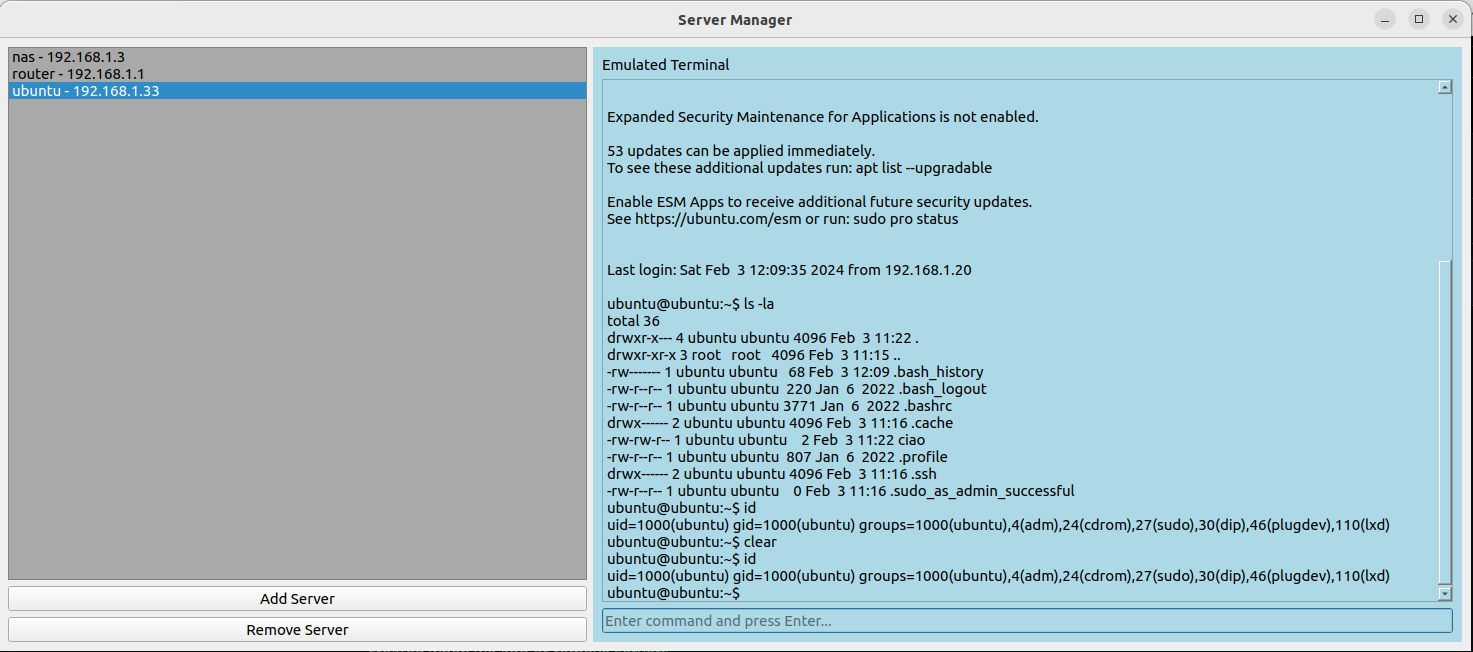 Server Manager
nas - 192.168.1.3
router - 192.168.1.1
ubuntu - 192.168.1.33
Add Server
Remove Server
Emulated Terminal
Expanded Security Maintenance for Applications is not enabled.
53 updates can be applied immediately.
To see these additional updates run: apt list --upgradable
Enable ESM Apps to receive additional future security updates.
See https://ubuntu.com/esm or run: sudo pro status
Last login: Sat Feb  3 12:09:35 2024 from 192.168.1.20
ubuntu@ubuntu:~$ ls -la
total 36
drwxr-x--- 4 ubuntu ubuntu 4096 Feb  3 11:22 .
drwxr-xr-x 3 root   root   4096 Feb  3 11:15 ..
-rw------- 1 ubuntu ubuntu   68 Feb  3 12:09 .bash_history
-rw-r--r-- 1 ubuntu ubuntu  220 Jan  6  2022 .bash_logout
-rw-r--r-- 1 ubuntu ubuntu 3771 Jan  6  2022 .bashrc
drwx------ 2 ubuntu ubuntu 4096 Feb  3 11:16 .cache
-rw-rw-r-- 1 ubuntu ubuntu    2 Feb  3 11:22 ciao
-rw-r--r-- 1 ubuntu ubuntu  807 Jan  6  2022 .profile
drwx------ 2 ubuntu ubuntu 4096 Feb  3 11:16 .ssh
-rw-r--r-- 1 ubuntu ubuntu    0 Feb  3 11:16 .sudo_as_admin_successful
ubuntu@ubuntu:~$ id
uid=1000(ubuntu) gid=1000(ubuntu) groups=1000(ubuntu),4(adm),24(cdrom),27(sudo),30(dip),46(plugdev),110(lxd)
ubuntu@ubuntu:~$ clear
ubuntu@ubuntu:~$ id
uid=1000(ubuntu) gid=1000(ubuntu) groups=1000(ubuntu),4(adm),24(cdrom),27(sudo),30(dip),46(plugdev),110(lxd)
ubuntu@ubuntu:~$
Enter command and press Enter...